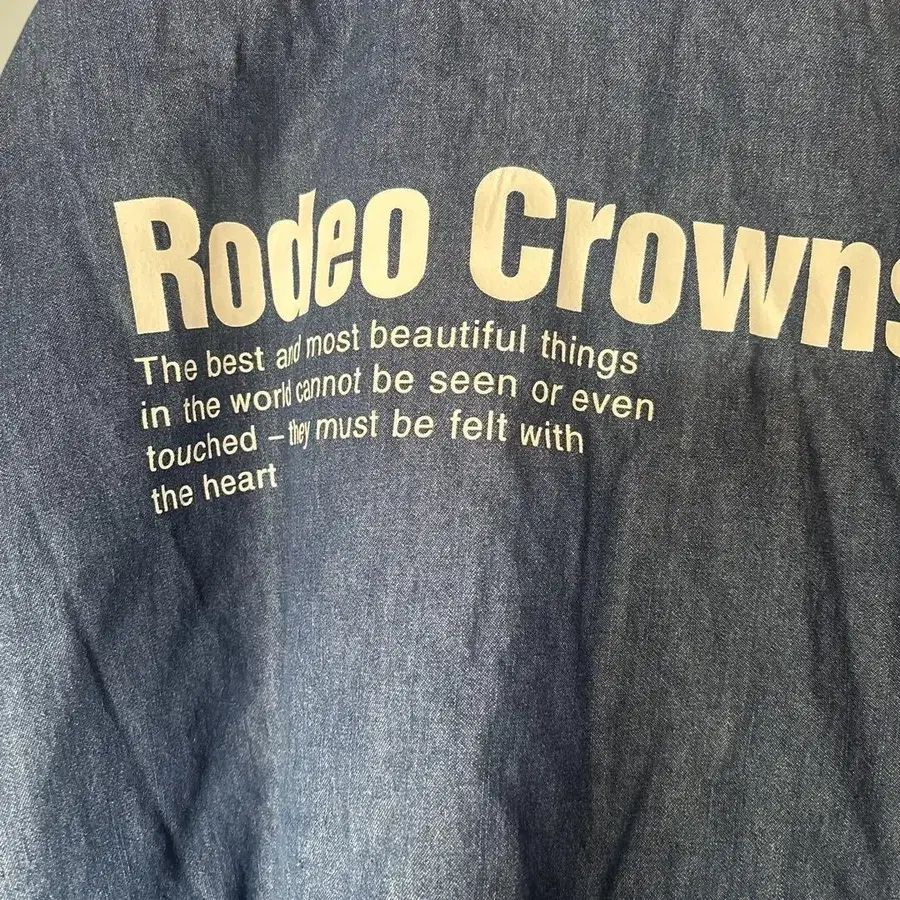 Rodeo Crowns
The best and most beautiful things
in the world cannot be seen or even
touched – they must be felt with
the heart